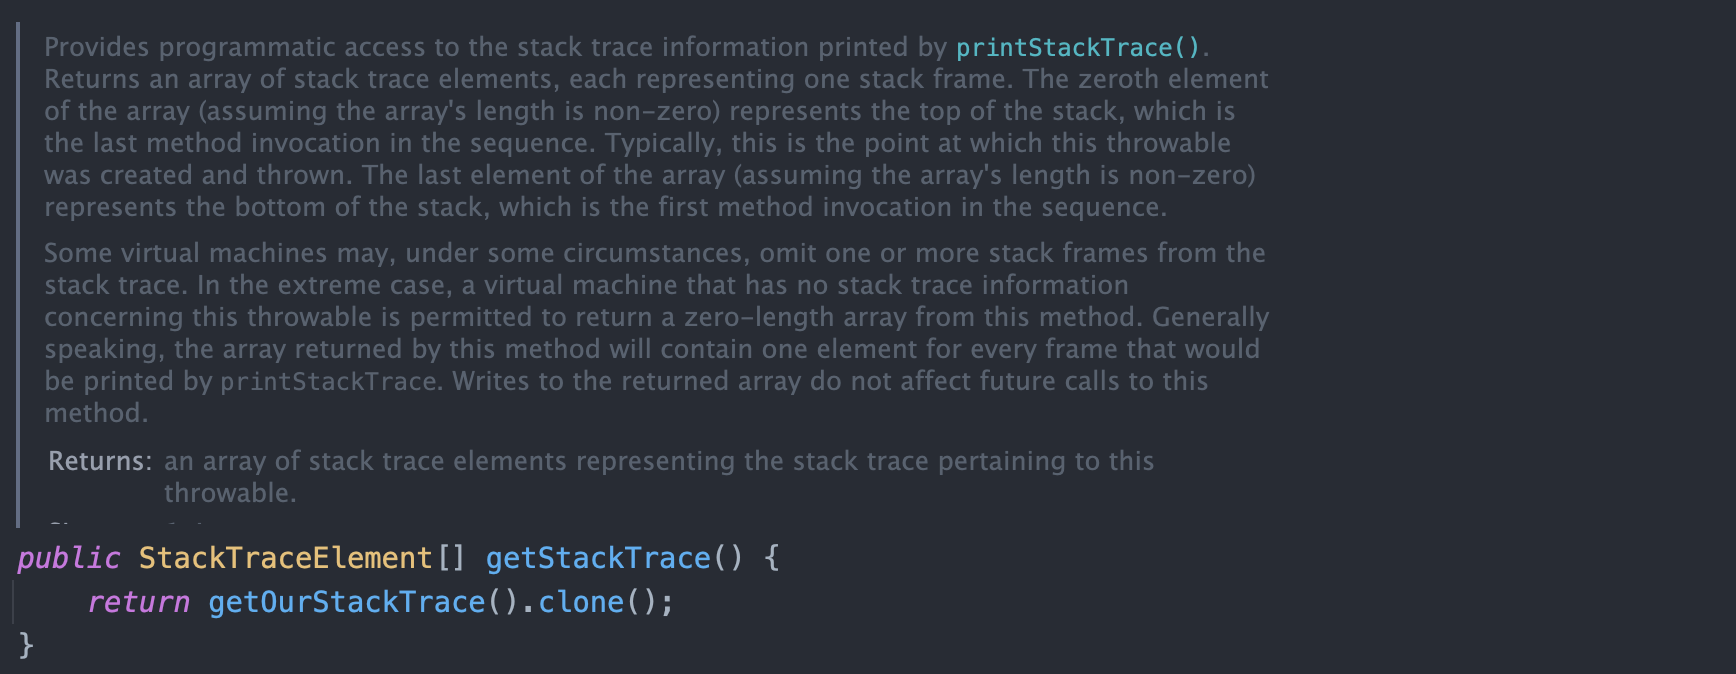 Provides programmatic access to the stack trace information printed by printStackTrace().
Returns an array of stack trace elements, each representing one stack frame. The zeroth element
of the array (assuming the array's length is non-zero) represents the top of the stack, which is
the last method invocation in the sequence. Typically, this is the point at which this throwable
was created and thrown. The last element of the array (assuming the array's length is non-zero)
represents the bottom of the stack, which is the first method invocation in the sequence.
Some virtual machines may, under some circumstances, omit one or more stack frames from the
stack trace. In the extreme case, a virtual machine that has no stack trace information
concerning this throwable is permitted to return a zero-length array from this method. Generally
speaking, the array returned by this method will contain one element for every frame that would
be printed by printStackTrace. Writes to the returned array do not affect future calls to this
method.
Returns: an array of stack trace elements representing the stack trace pertaining to this
throwable.
public StackTraceElement[] getStackTrace() {
    return getOurStackTrace().clone();
}